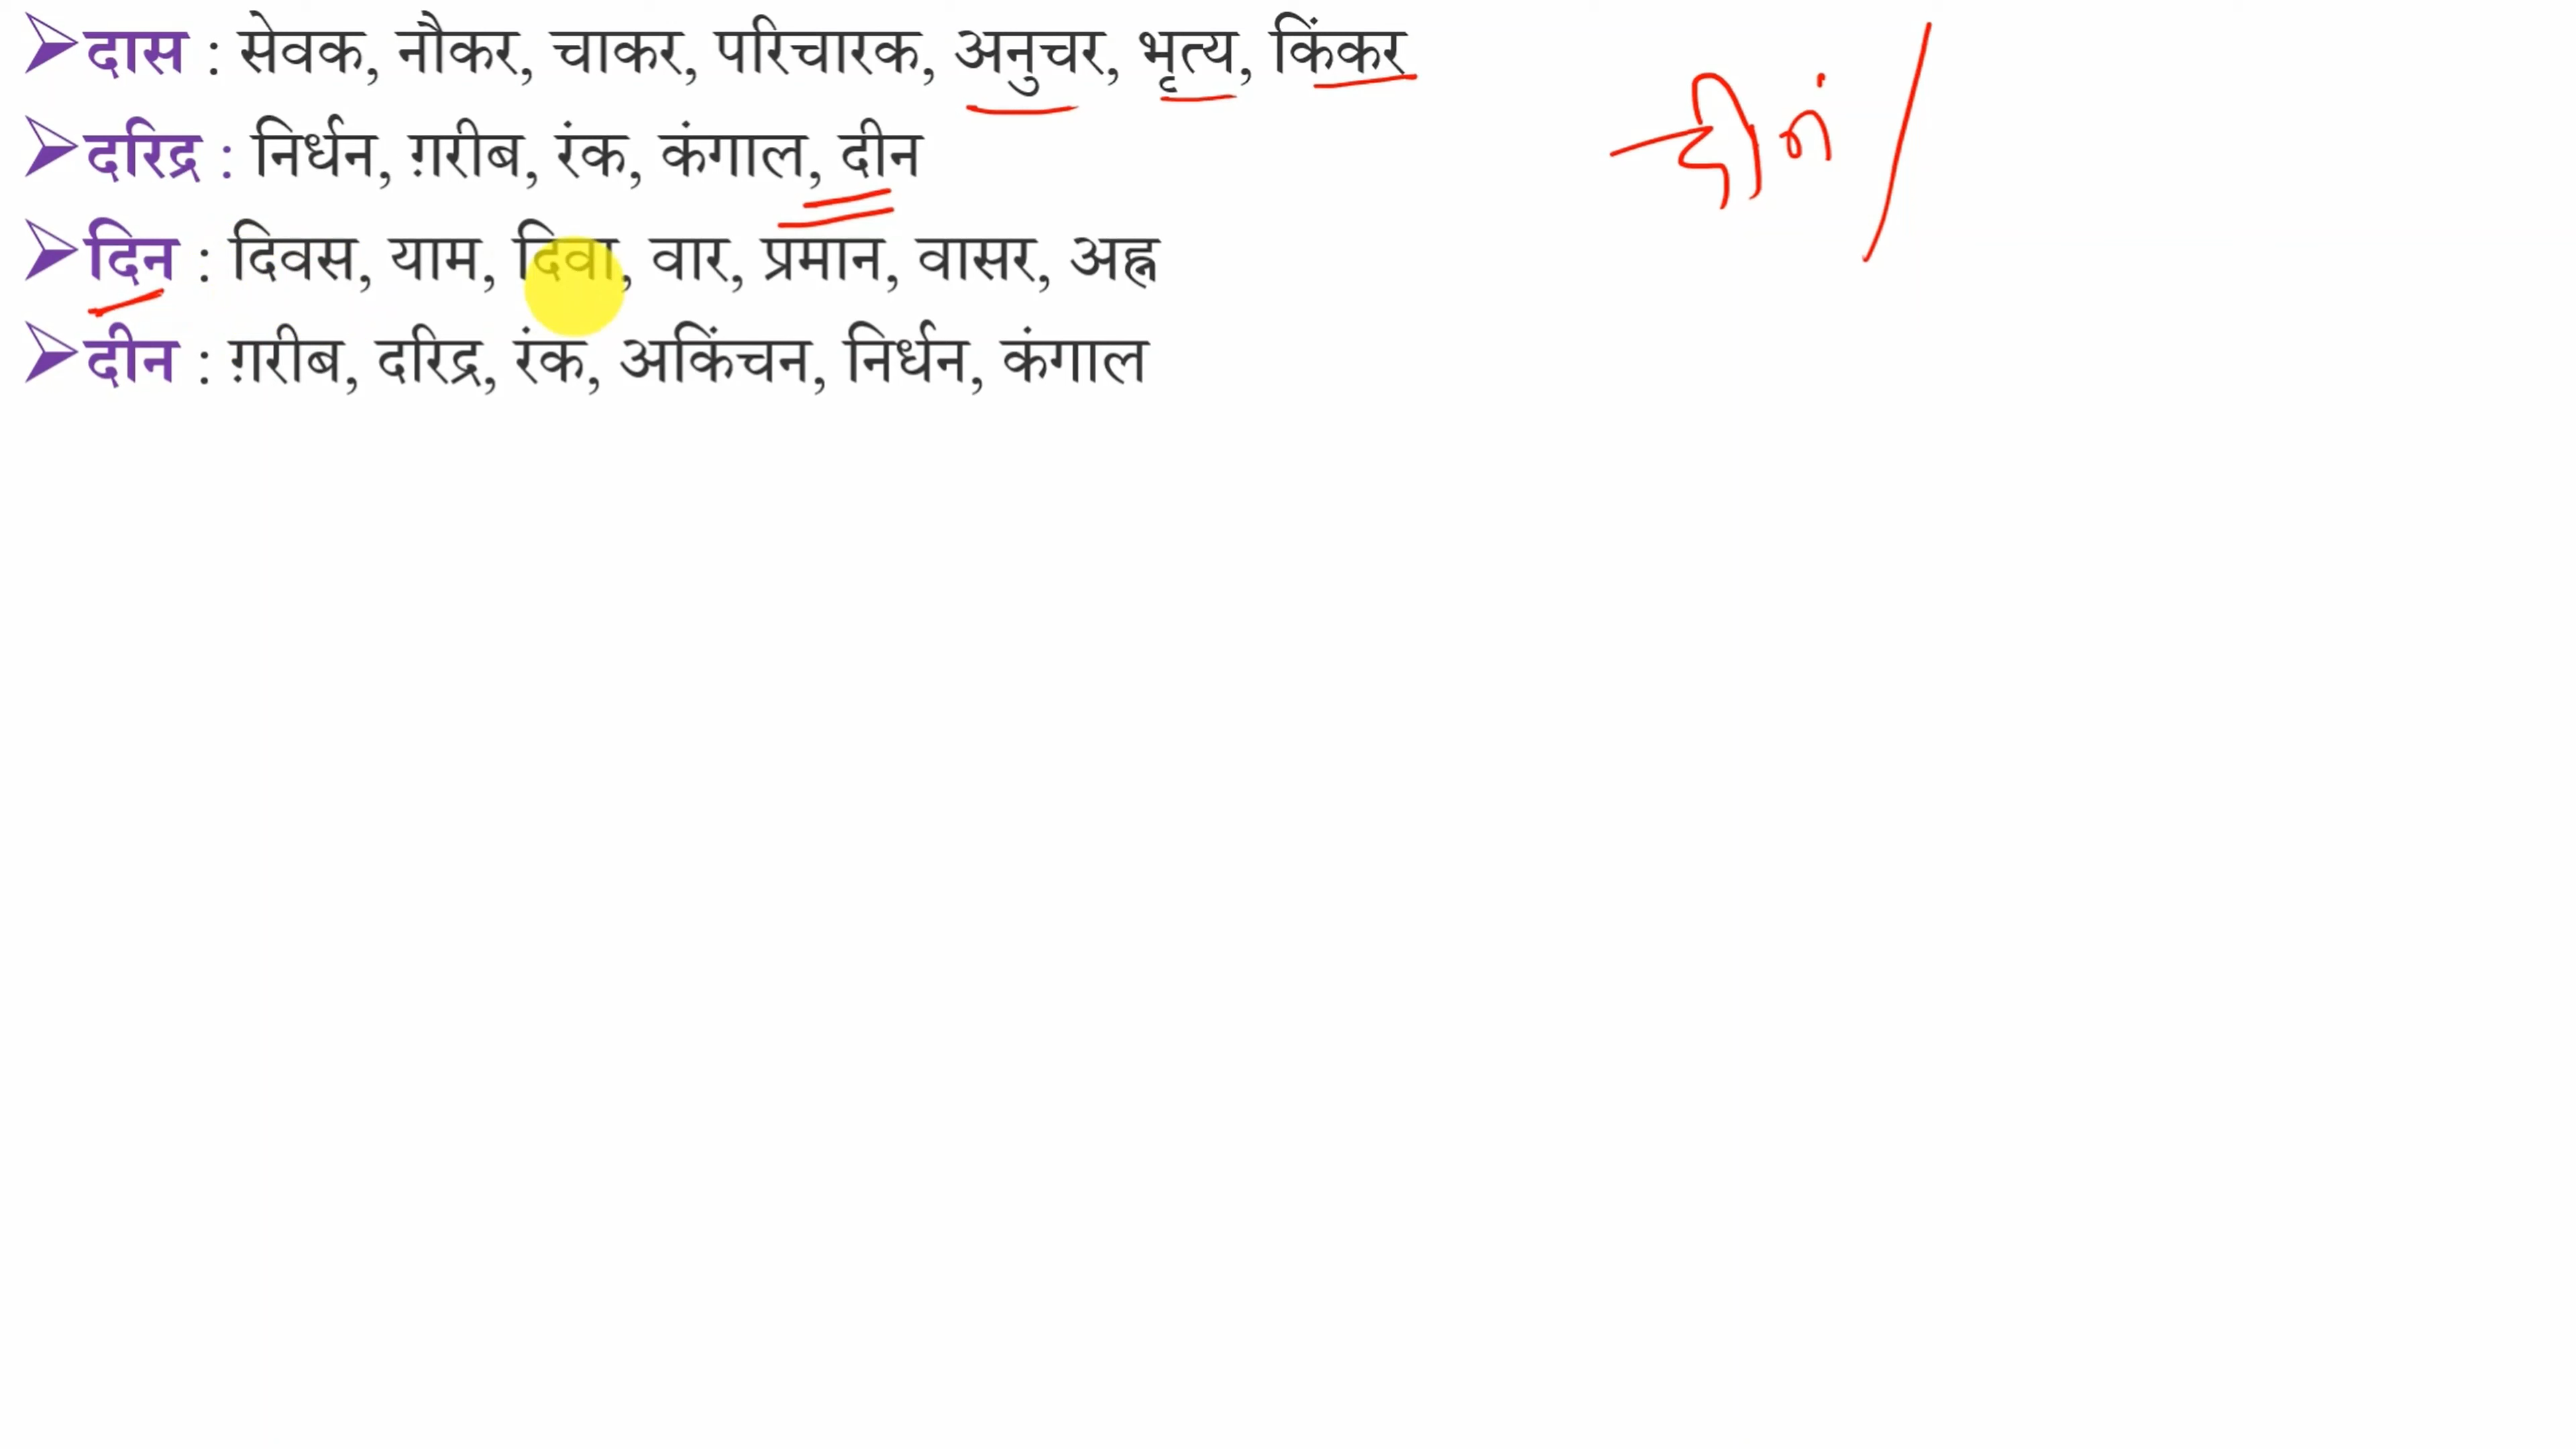 दास : सेवक, नौकर, चाकर, परिचारक, अनुचर, भृत्य, किंकर
दरिद्र : निर्धन, ग़रीब, रंक, कंगाल, दीन
दिन : दिवस, याम, दिवा, वार, प्रमान, वासर, अह्न
दीन : ग़रीब, दरिद्र, रंक, अकिंचन, निर्धन, कंगाल